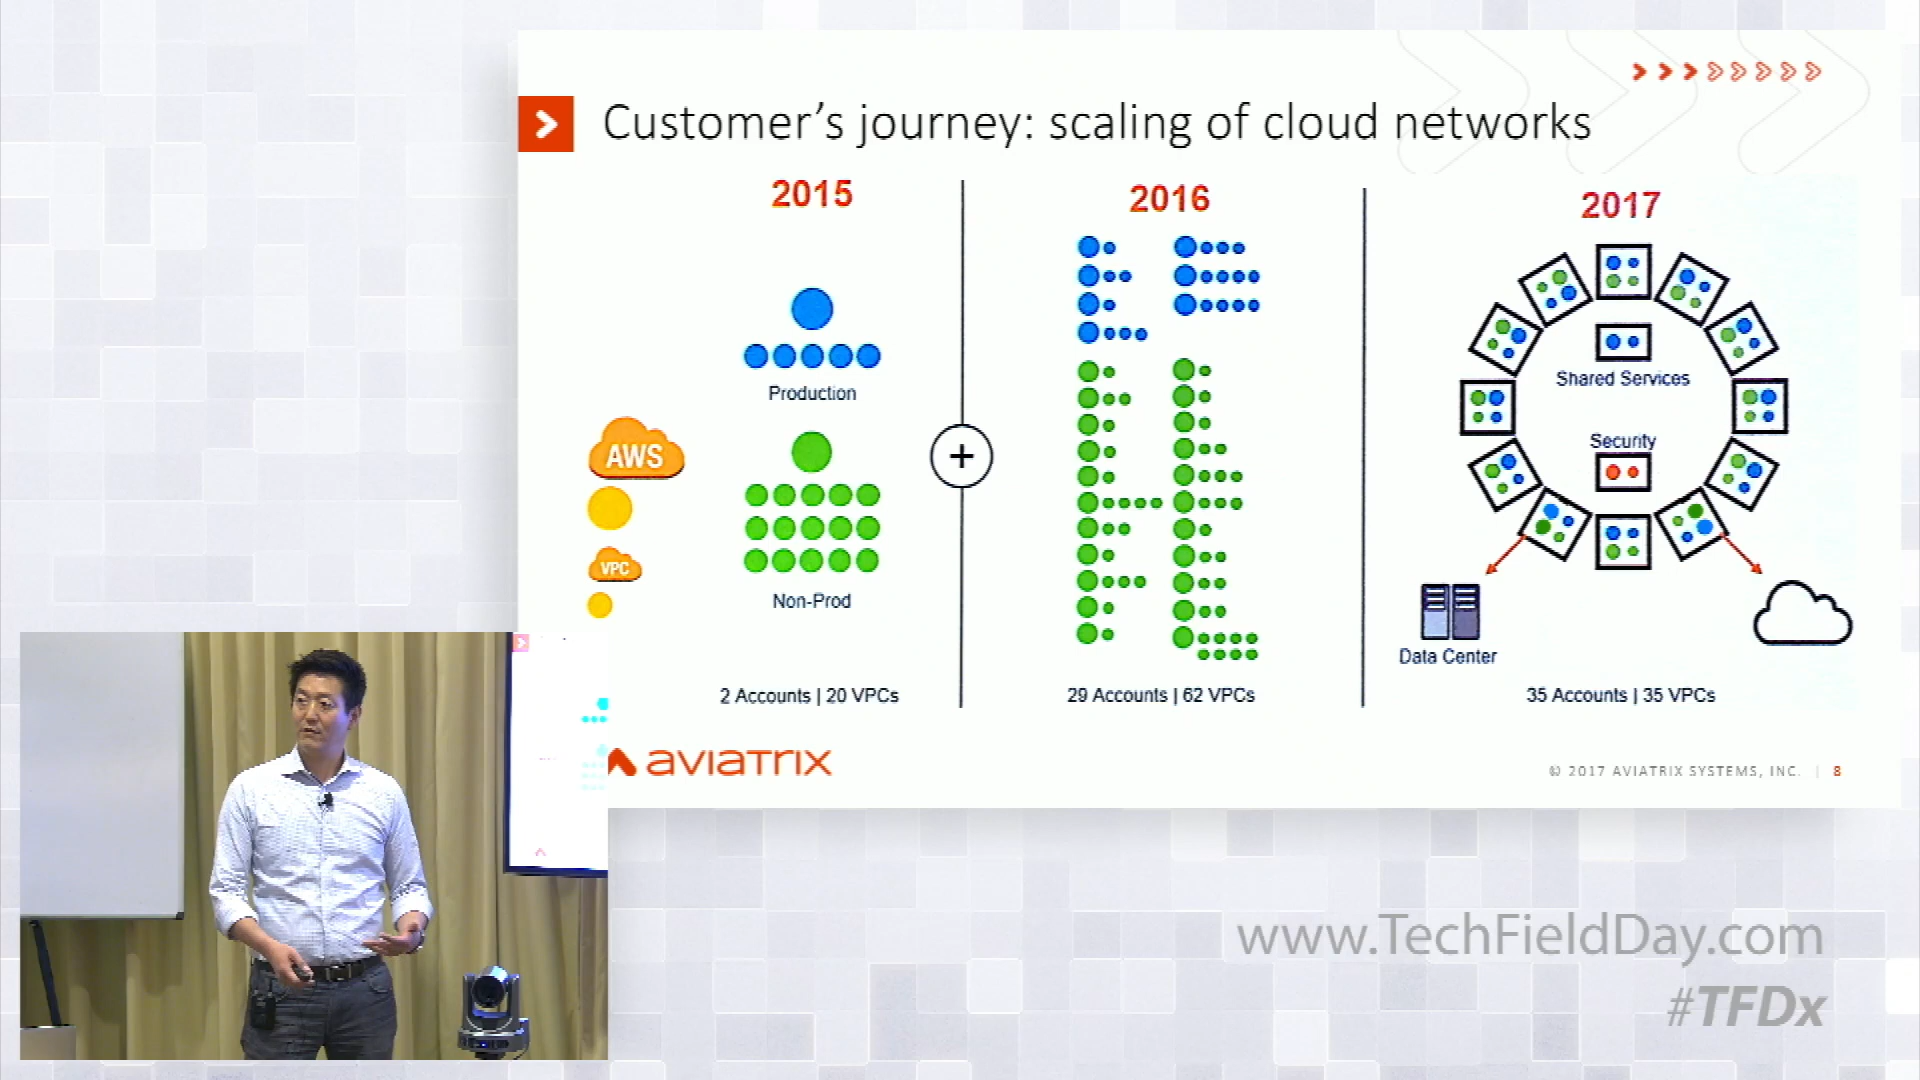 Customer's journey: scaling of cloud networks
2015
2016
2017
Production
AWS
VPC
Non-Prod
+
Shared Services
Security
Data Center
2 Accounts | 20 VPCs
29 Accounts | 62 VPCs
35 Accounts | 35 VPCs
aviatrix
© 2017 AVIATRIX SYSTEMS, INC. | 8
www.TechFieldDay.com
#TFDx